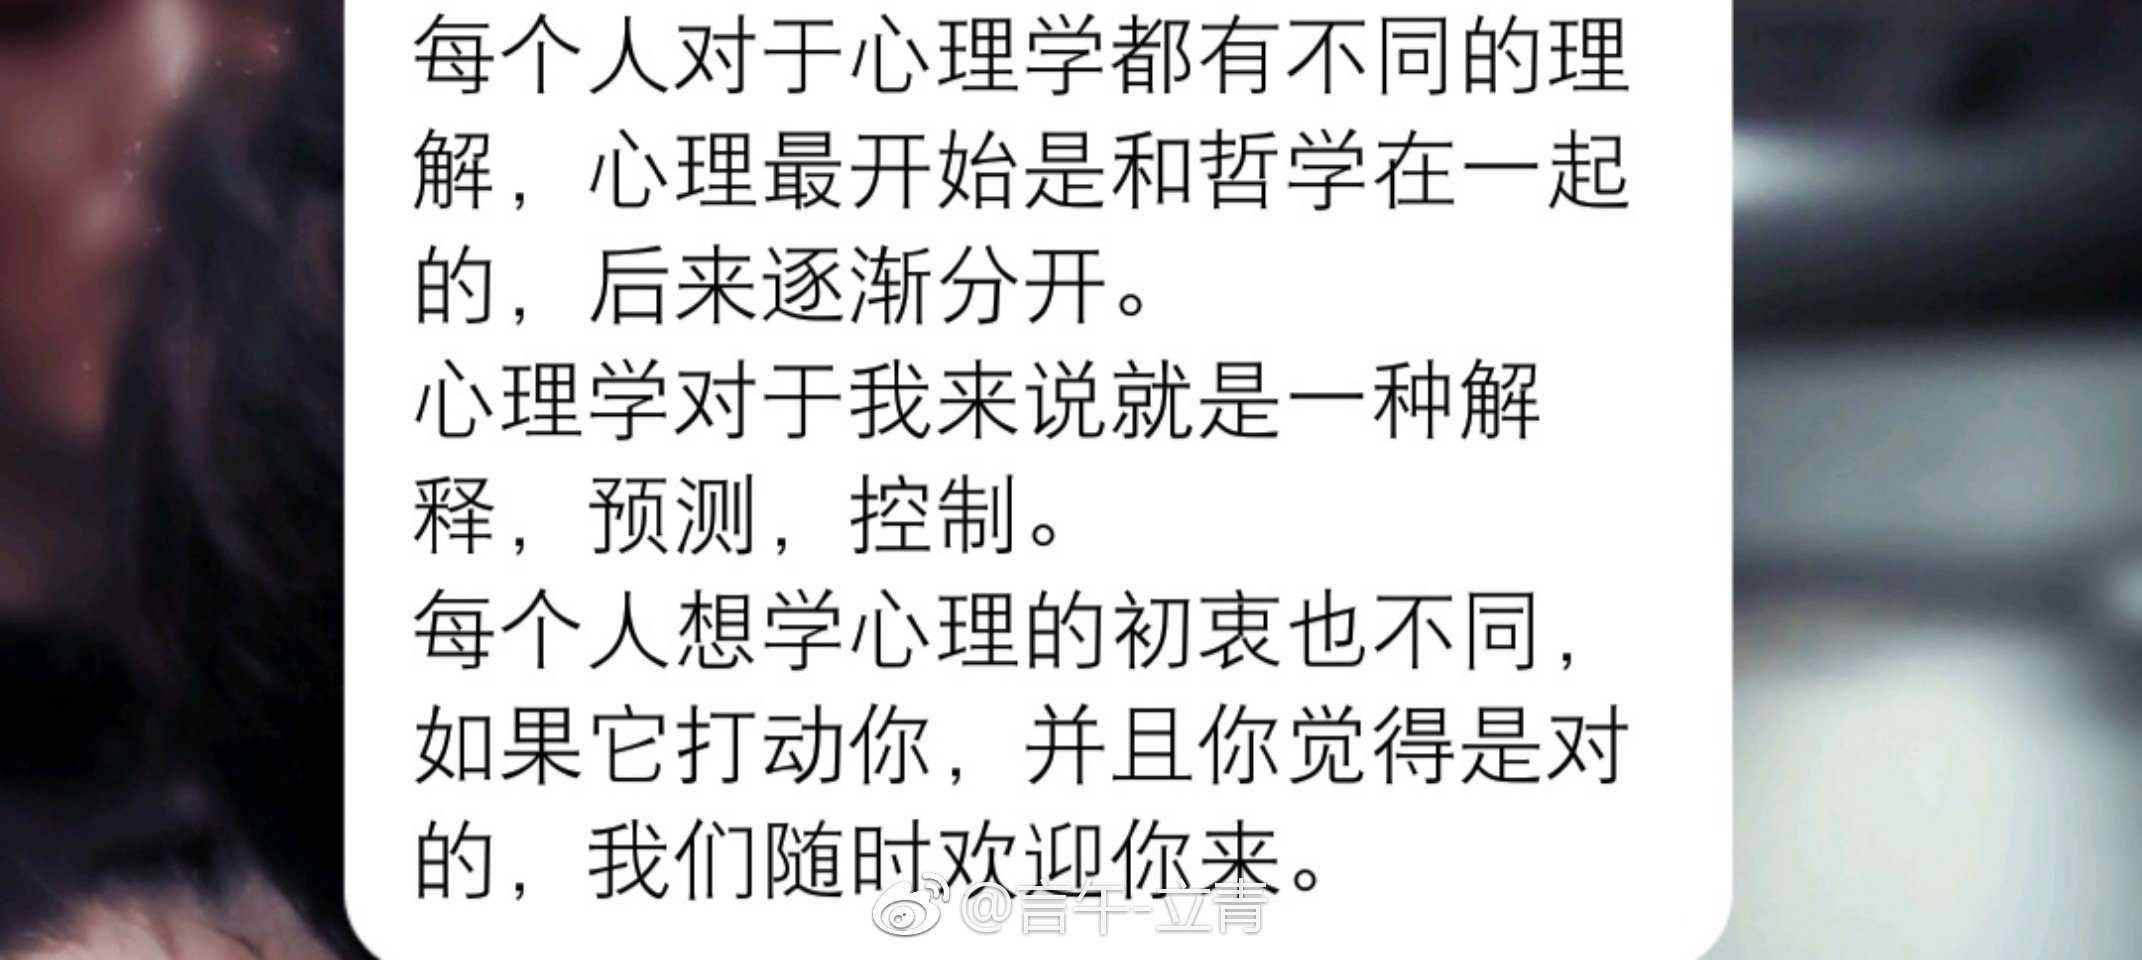 每个人对于心理学都有不同的理
解，心理最开始是和哲学在一起
的，后来逐渐分开。
心理学对于我来说就是一种解
释，预测，控制。
每个人想学心理的初衷也不同，
如果它打动你，并且你觉得是对
的，我们随时欢迎你来。
@言午-立青